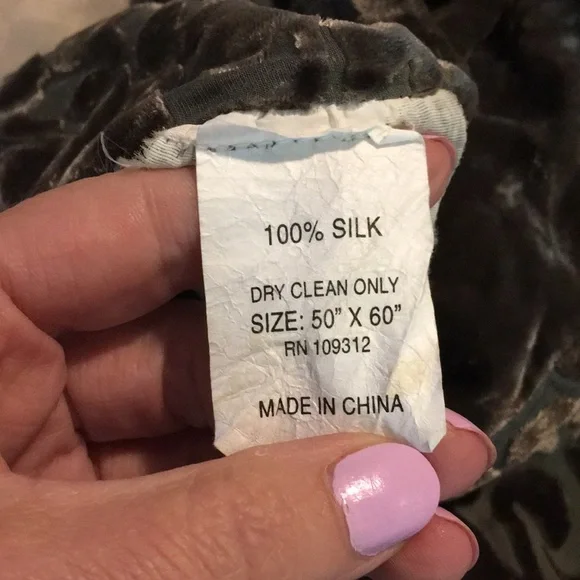 100% SILK
DRY CLEAN ONLY
SIZE: 50” X 60”
RN 109312
MADE IN CHINA